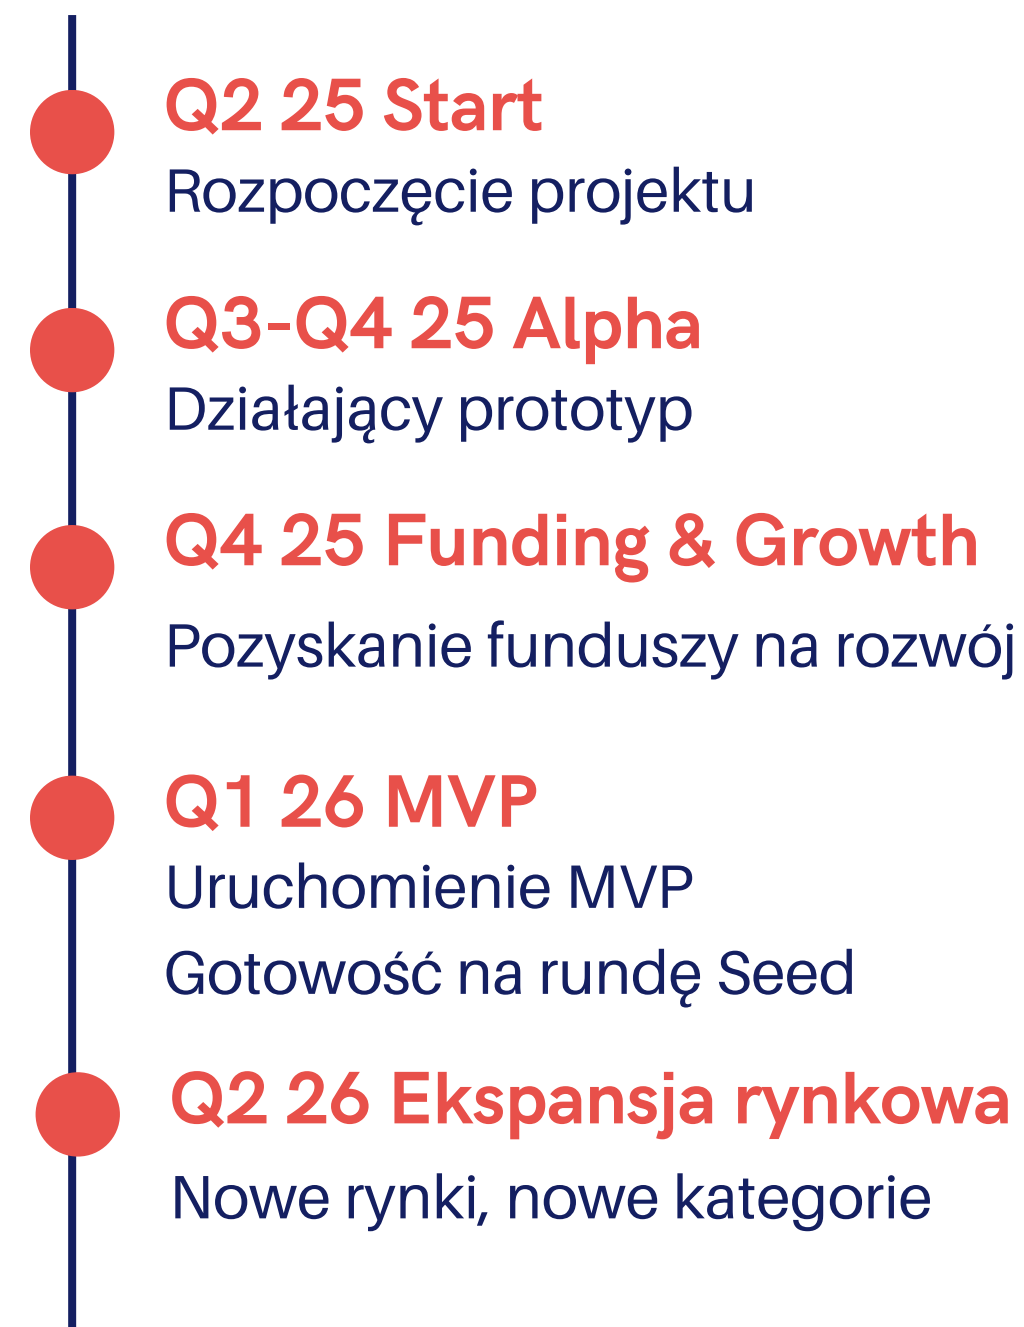 Q2 25 Start
Rozpoczęcie projektu
Q3-Q4 25 Alpha
Działający prototyp
Q4 25 Funding & Growth
Pozyskanie funduszy na rozwój
Q1 26 MVP
Uruchomienie MVP
Gotowość na rundę Seed
Q2 26 Ekspansja rynkowa
Nowe rynki, nowe kategorie